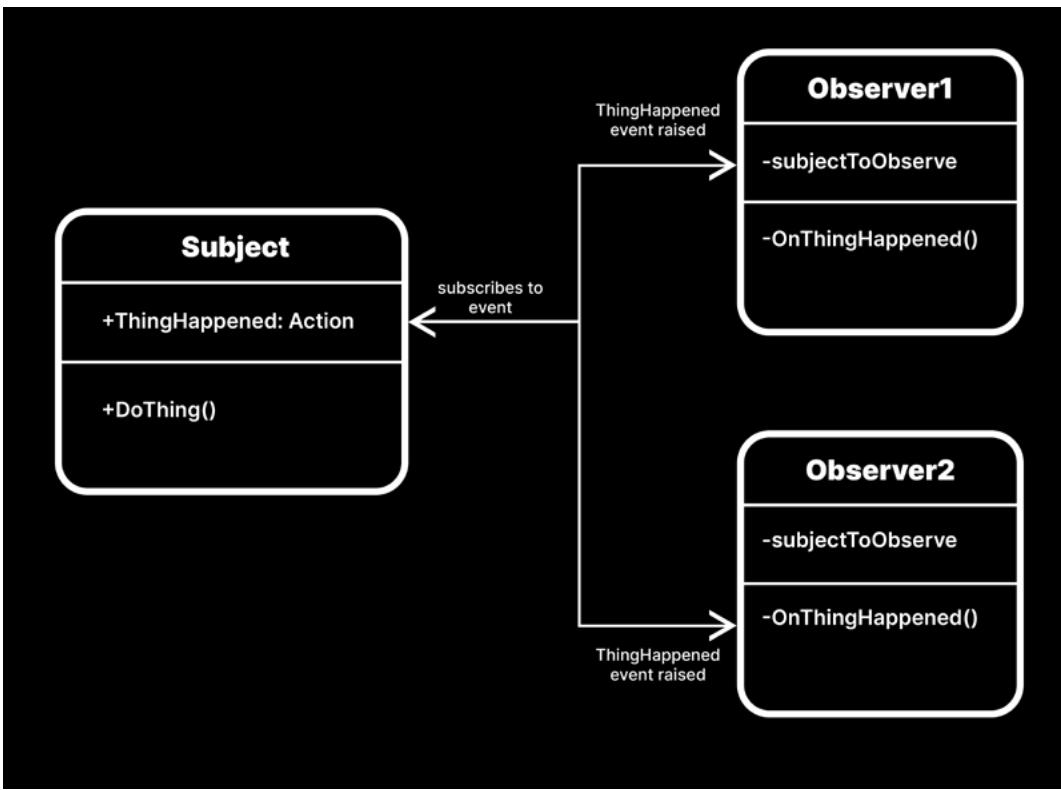 Subject
+ThingHappened: Action
+DoThing()
subscribes to
event
ThingHappened
event raised
Observer1
-subjectToObserve
-OnThingHappened()
Observer2
-subjectToObserve
-OnThingHappened()
ThingHappened
event raised